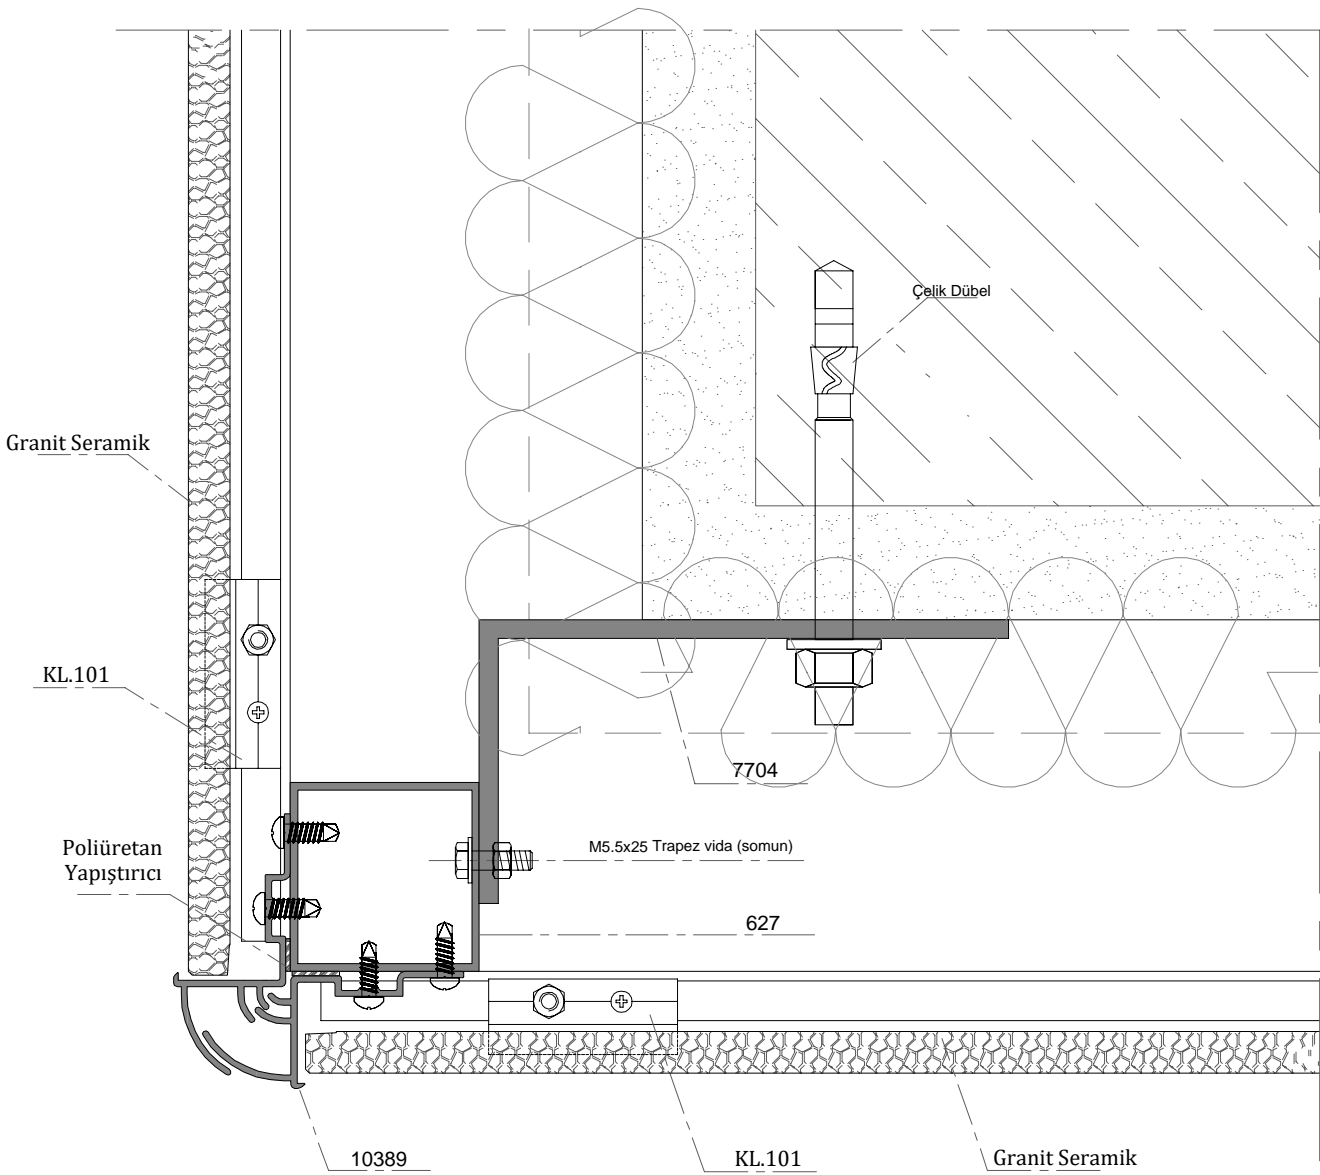 Çelik Dübel
Granit Seramik
KL.101
7704
Poliüretan
Yapıştırıcı
M5.5x25 Trapez vida (somun)
627
10389
KL.101
Granit Seramik